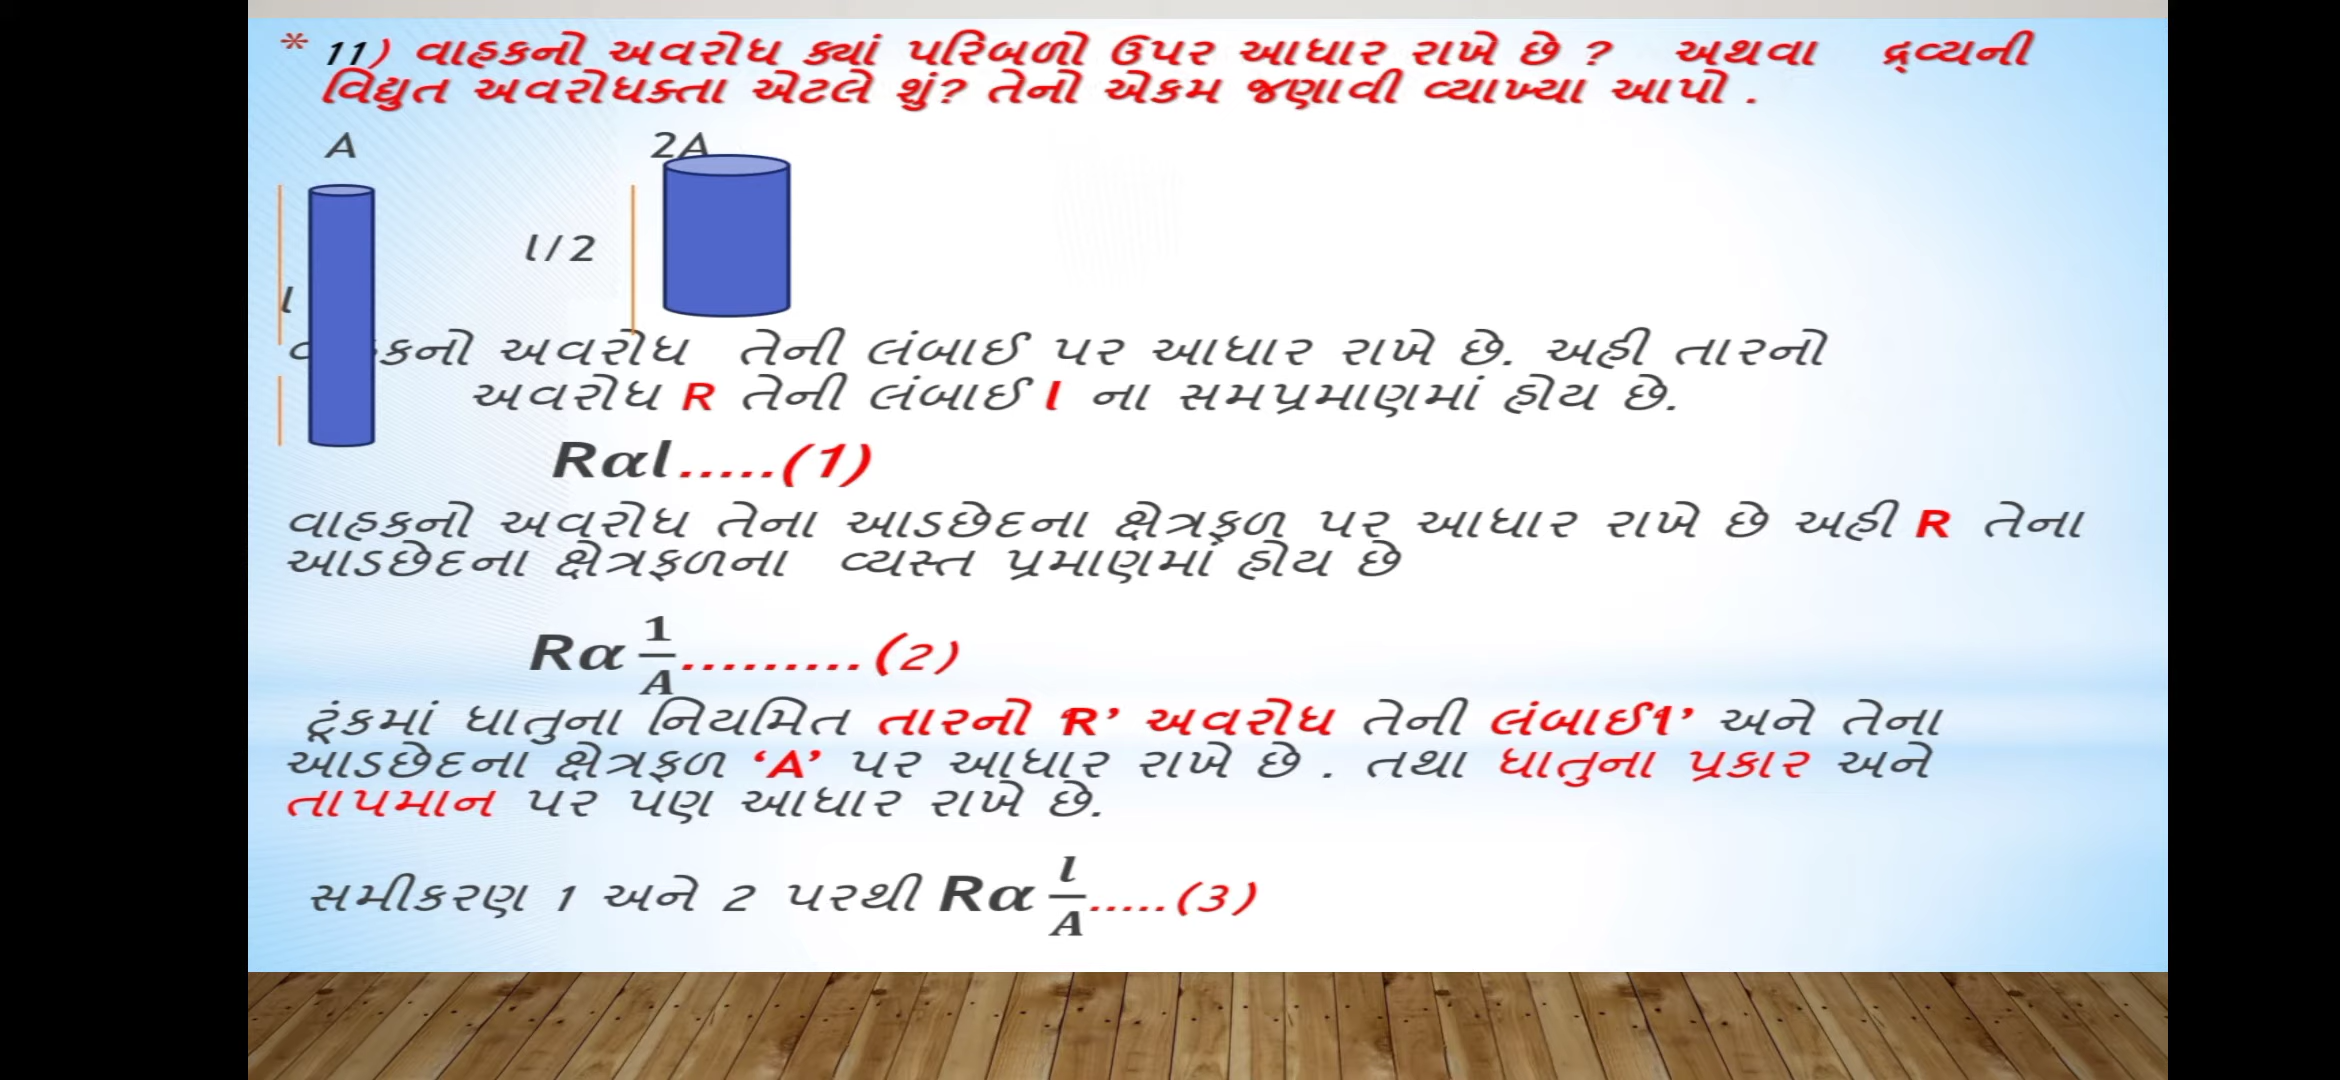 * 11) વાહકનો અવરોધ ક્યાં પરિબળો ઉપર આધાર રાખે છે ? અથવા દ્રવ્યની
વિદ્યુત અવરોધક્તા એટલે શું? તેનો એકમ જણાવી વ્યાખ્યા આપો .
A 2A
l/2
l
તેની લંબાઈ પર આધાર રાખે છે. અહી તારનો
અવરોધ R તેની લંબાઈ l ના સમપ્રમાણમાં હોય છે.
Rαl.....(1)
વાહકનો અવરોધ તેના આડછેદના ક્ષેત્રફળ પર આધાર રાખે છે અહી R તેના
આડછેદના ક્ષેત્રફળના વ્યસ્ત પ્રમાણમાં હોય છે
Rα 1/A.........(2)
ટૂંકમાં ધાતુના નિયમિત તારનો ‘R’ અવરોધ તેની લંબાઈ‘l’ અને તેના
આડછેદના ક્ષેત્રફળ ‘A’ પર આધાર રાખે છે . તથા ધાતુના પ્રકાર અને
તાપમાન પર પણ આધાર રાખે છે.
સમીકરણ 1 અને 2 પરથી Rα l/A.....(3)